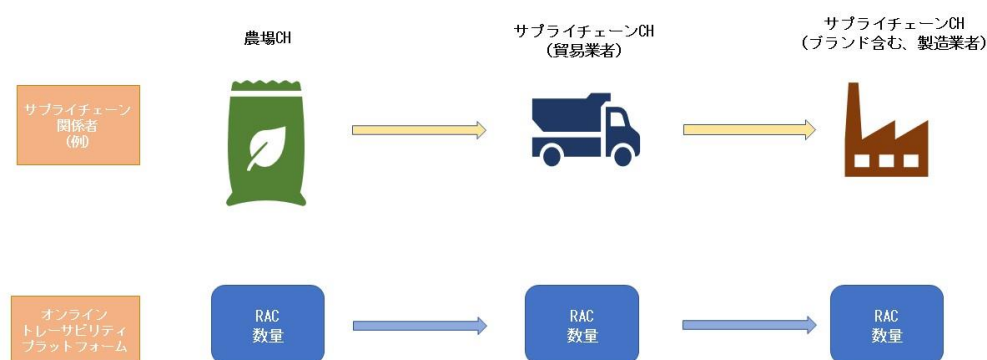 農場CH
サプライチェーンCH
(貿易業者)
サプライチェーンCH
(ブランド含む、製造業者)
サプライチェーン
関係者
(例)
オンライン
トレーサビリティ
プラットフォーム
RAC
数量
RAC
数量
RAC
数量